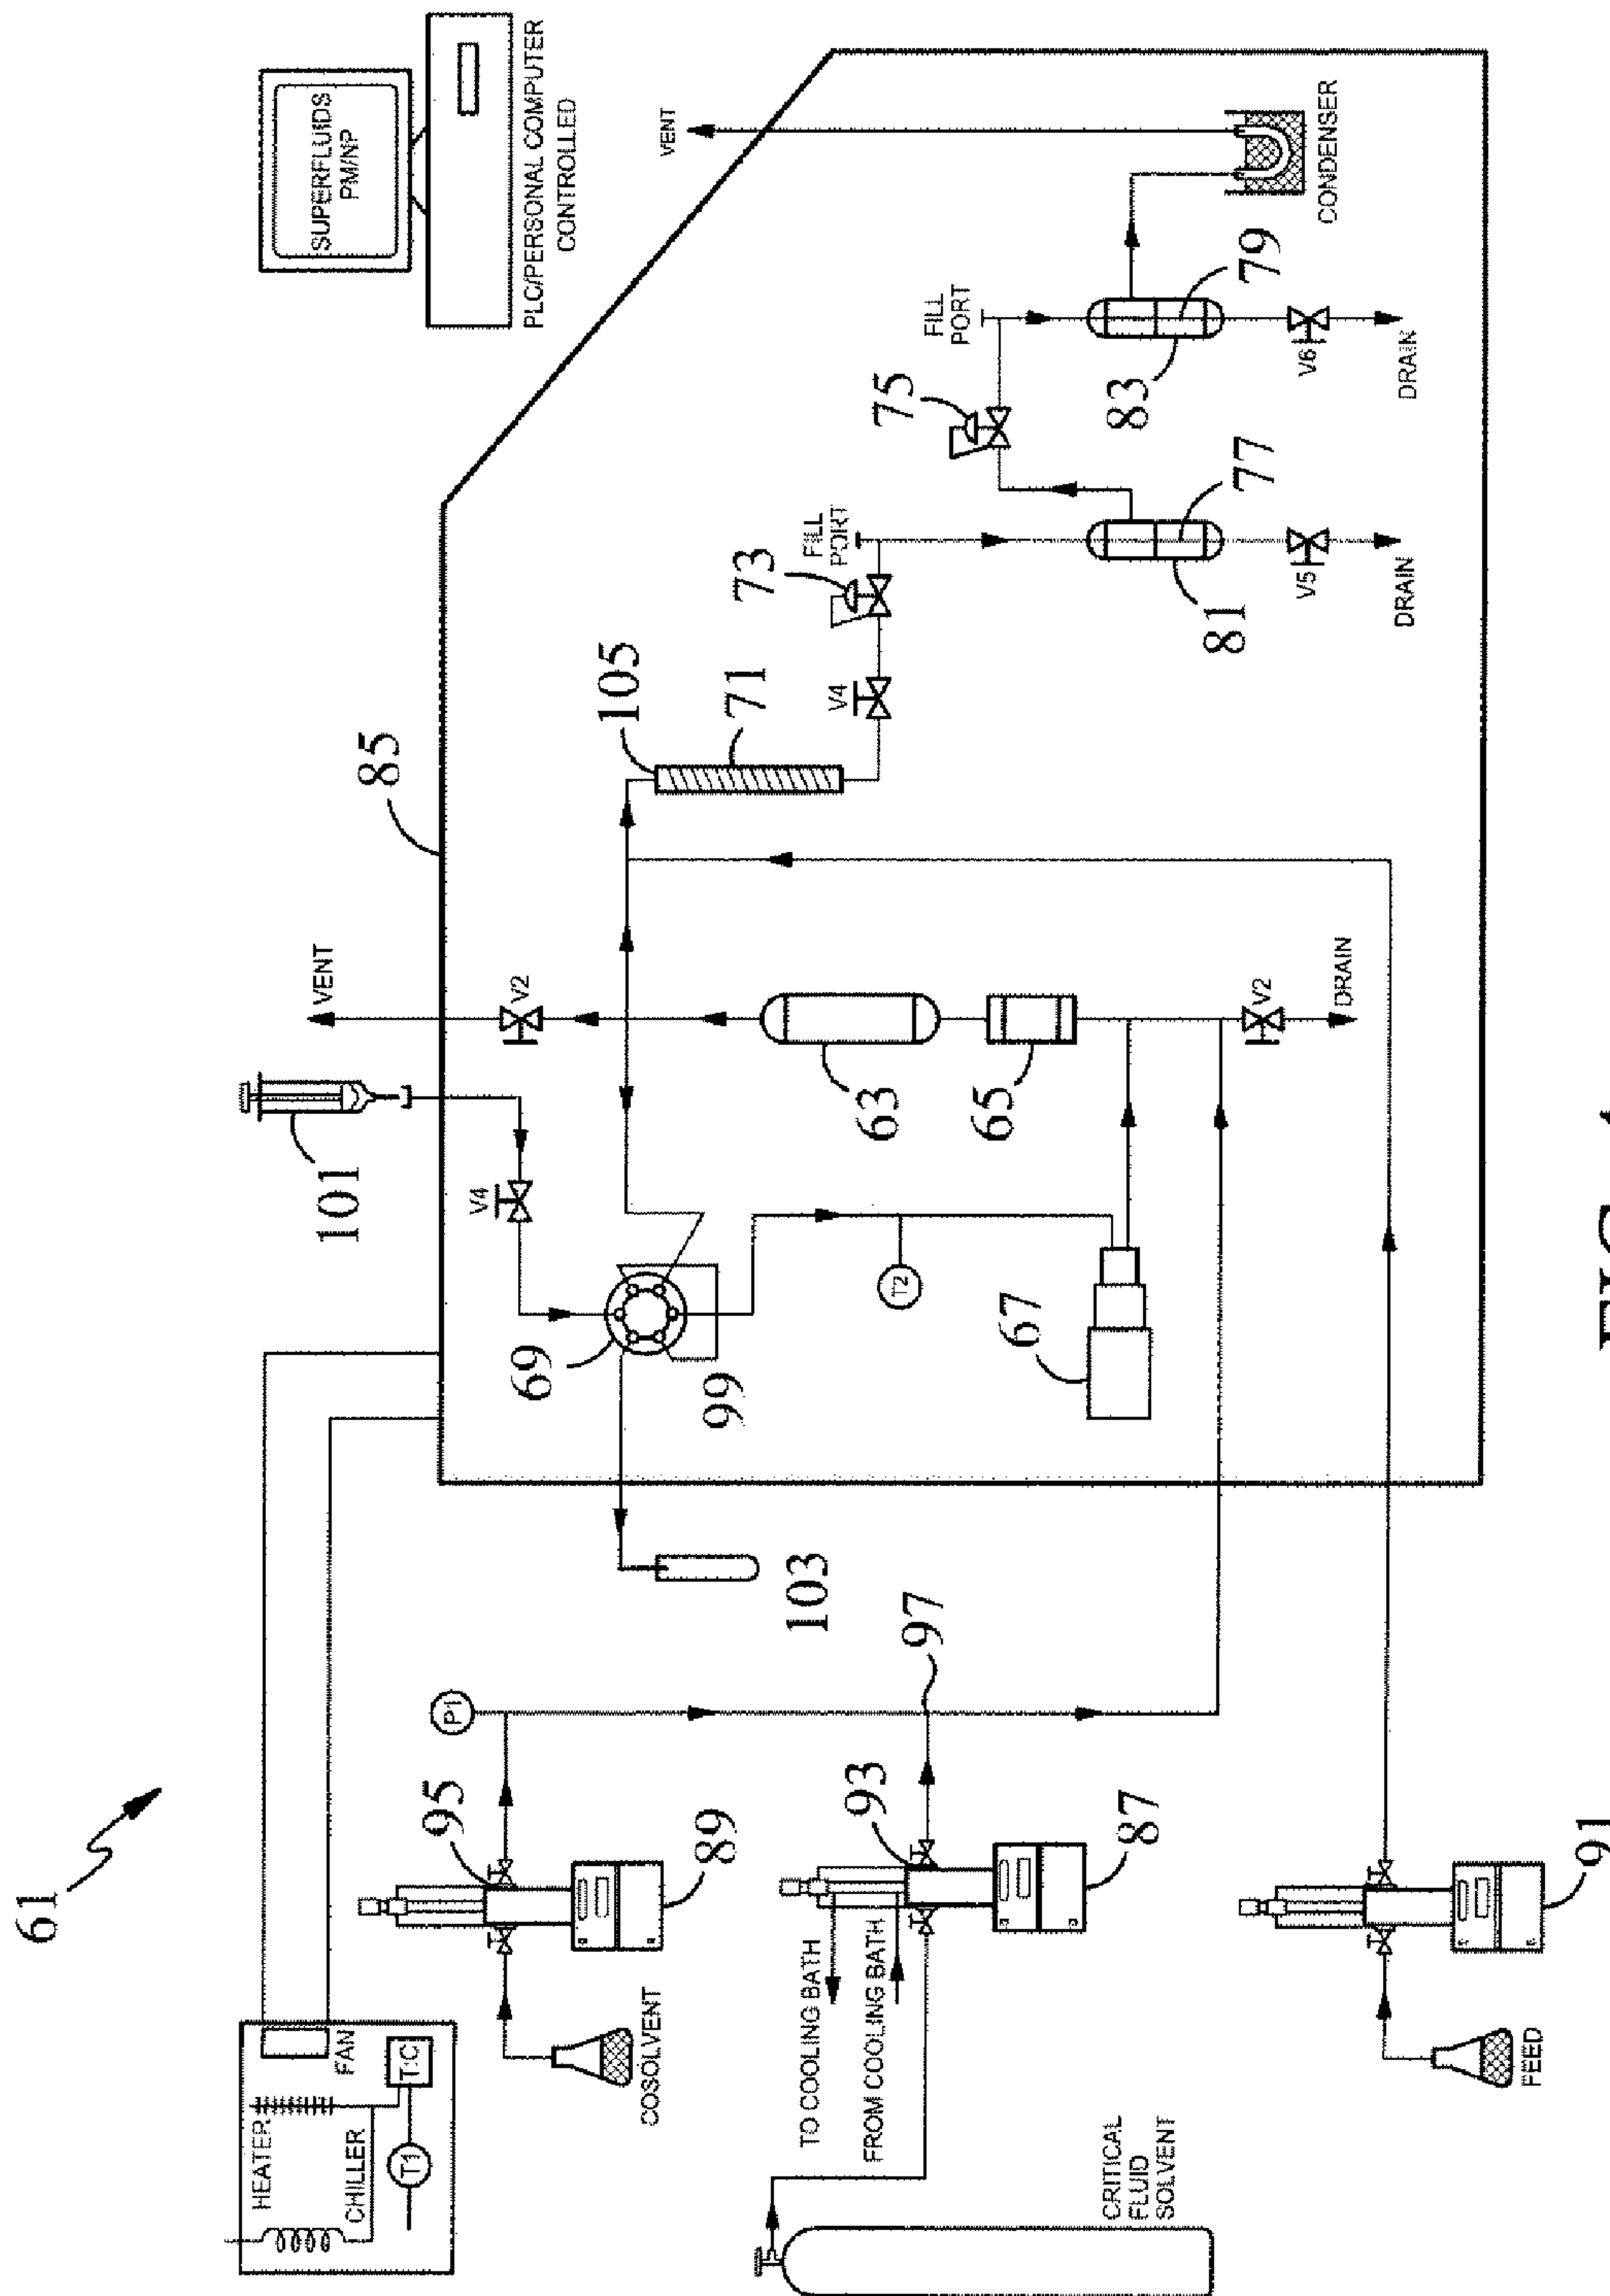 61
HEATER
FAN
CHILLER
T1
T.C
SUPERFLUIDS
PM/NP
PLC/PERSONAL COMPUTER
CONTROLLED
85
101
VENT
V4
V2
VENT
P1
95
89
COSOLVENT
69
99
103
105
71
V4
73
FILL
PORT
75
FILL
PORT
T2
63
65
67
V2
DRAIN
81
77
V5
DRAIN
83
79
V6
DRAIN
CONDENSER
TO COOLING BATH
FROM COOLING BATH
93
97
87
CRITICAL
FLUID
SOLVENT
FEED
91
FIG.